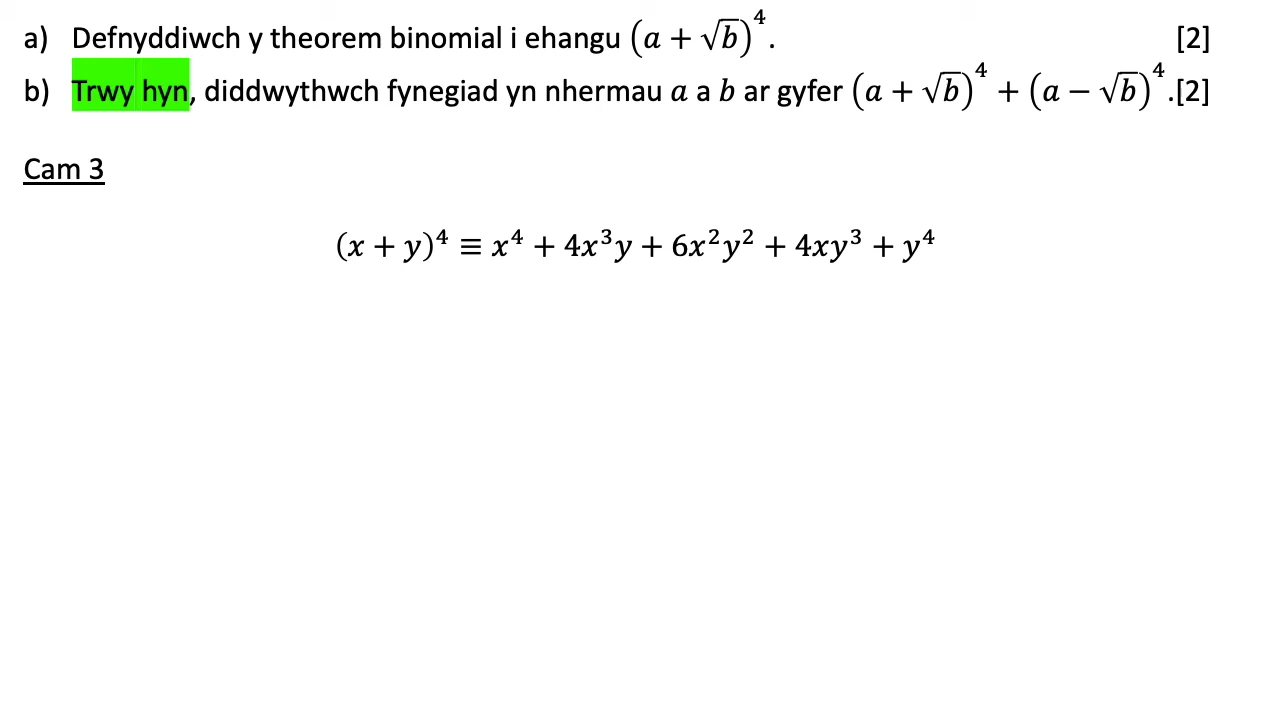 a) Defnyddiwch y theorem binomial i ehangu (a + √b)⁴. [2]
b) Trwy hyn, diddwythwch fynegiad yn nhermau a a b ar gyfer (a + √b)⁴ + (a − √b)⁴.[2]
Cam 3
(x + y)⁴ ≡ x⁴ + 4x³y + 6x²y² + 4xy³ + y⁴